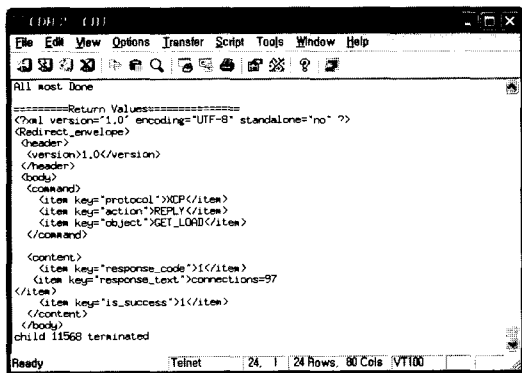 File Edit View Options Transfer Script Tools Window Help
All most Done
=========Return Values===============
<?xml version="1.0" encoding="UTF-8" standalone="no" ?>
<Redirect_envelope>
<header>
<version>1.0</version>
</header>
<body>
<command>
<item key="protocol">XCP</item>
<item key="action">REPLY</item>
<item key="object">GET_LOAD</item>
</command>
<content>
<item key="response_code">1</item>
<item key="response_text">connections=97
</item>
<item key="is_success">1</item>
</content>
</body>
child 11568 terminated
Ready Telnet 24, 1 24 Rows, 80 Cols VT100